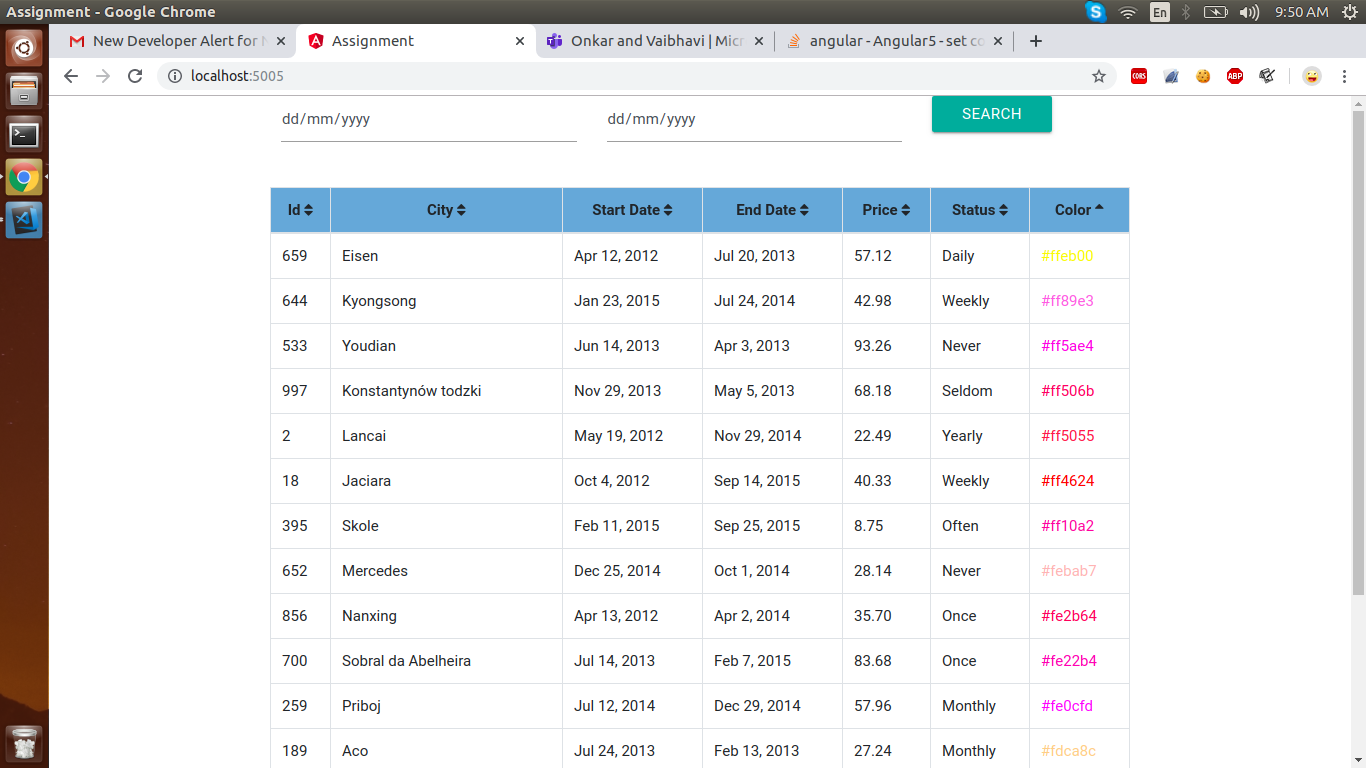 Assignment - Google Chrome
En
9:50 AM
New Developer Alert for
Assignment
Onkar and Vaibhavi | Micr
angular - Angular5 - set co
localhost:5005
CORS
ABP
dd/mm/yyyy dd/mm/yyyy SEARCH
Id City Start Date End Date Price Status Color
659 Eisen Apr 12, 2012 Jul 20, 2013 57.12 Daily #ffeb00
644 Kyongsong Jan 23, 2015 Jul 24, 2014 42.98 Weekly #ff89e3
533 Youdian Jun 14, 2013 Apr 3, 2013 93.26 Never #ff5ae4
997 Konstantynów todzki Nov 29, 2013 May 5, 2013 68.18 Seldom #ff506b
2 Lancai May 19, 2012 Nov 29, 2014 22.49 Yearly #ff5055
18 Jaciara Oct 4, 2012 Sep 14, 2015 40.33 Weekly #ff4624
395 Skole Feb 11, 2015 Sep 25, 2015 8.75 Often #ff10a2
652 Mercedes Dec 25, 2014 Oct 1, 2014 28.14 Never #febab7
856 Nanxing Apr 13, 2012 Apr 2, 2014 35.70 Once #fe2b64
700 Sobral da Abelheira Jul 14, 2013 Feb 7, 2015 83.68 Once #fe22b4
259 Priboj Jul 12, 2014 Dec 29, 2014 57.96 Monthly #fe0cfd
189 Aco Jul 24, 2013 Feb 13, 2013 27.24 Monthly #fdca8c